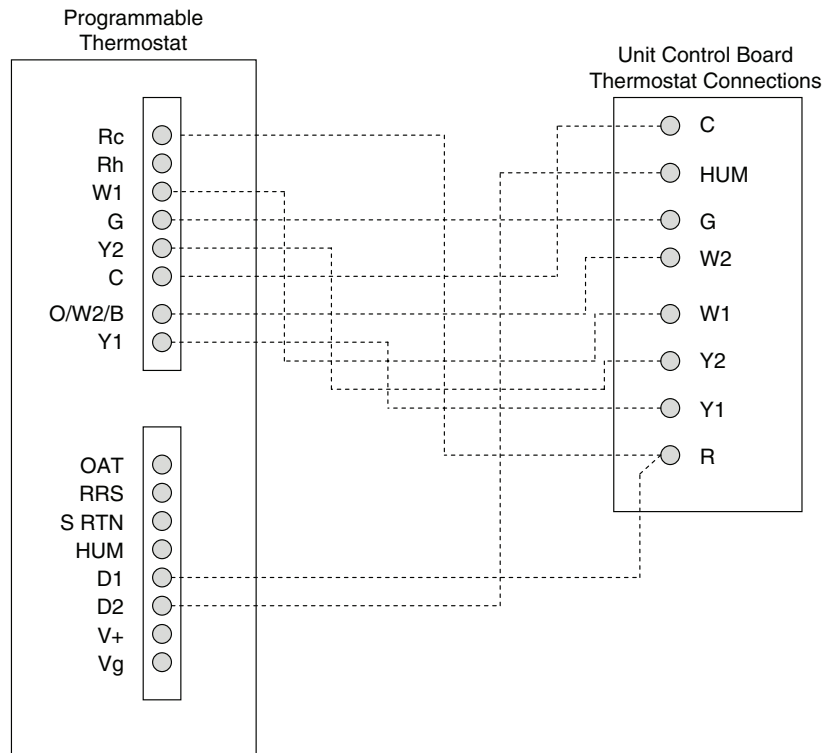 Programmable
Thermostat
Rc
Rh
W1
G
Y2
C
O/W2/B
Y1
OAT
RRS
S RTN
HUM
D1
D2
V+
Vg
Unit Control Board
Thermostat Connections
C
HUM
G
W2
W1
Y2
Y1
R